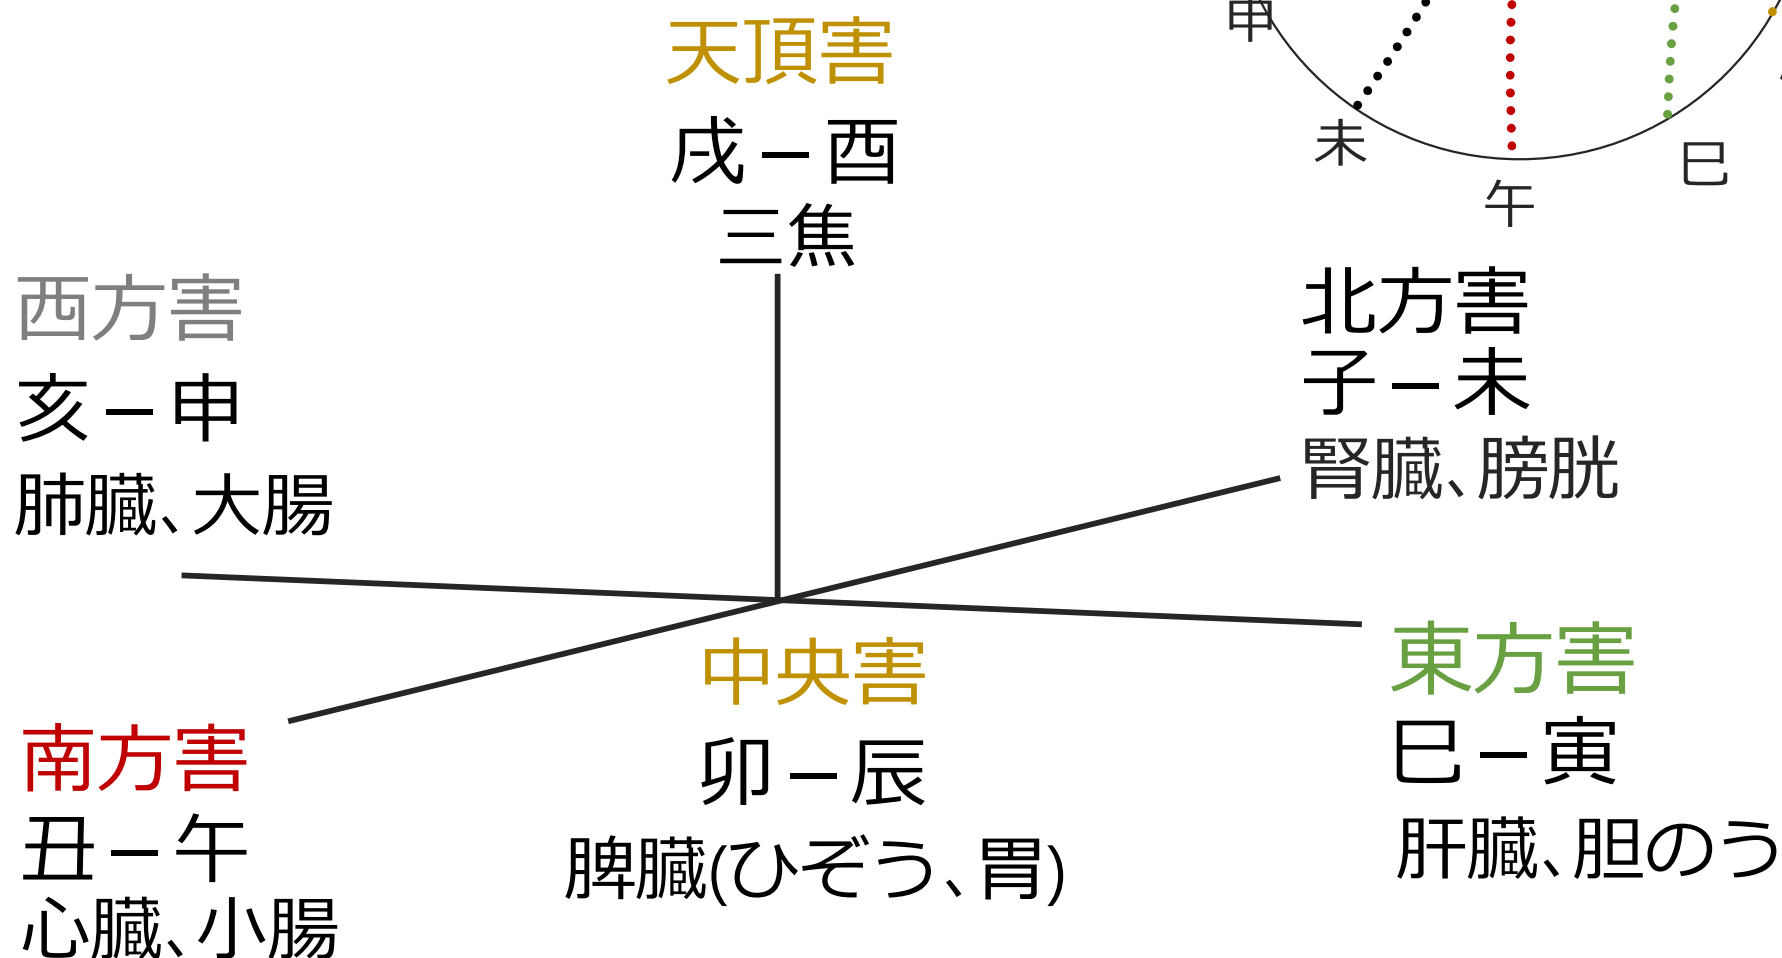 天頂害
戌－酉
三焦
申
未
午
巳
西方害
亥－申
肺臓、大腸
北方害
子－未
腎臓、膀胱
中央害
卯－辰
脾臓(ひぞう、胃)
東方害
巳－寅
肝臓、胆のう
南方害
丑－午
心臓、小腸